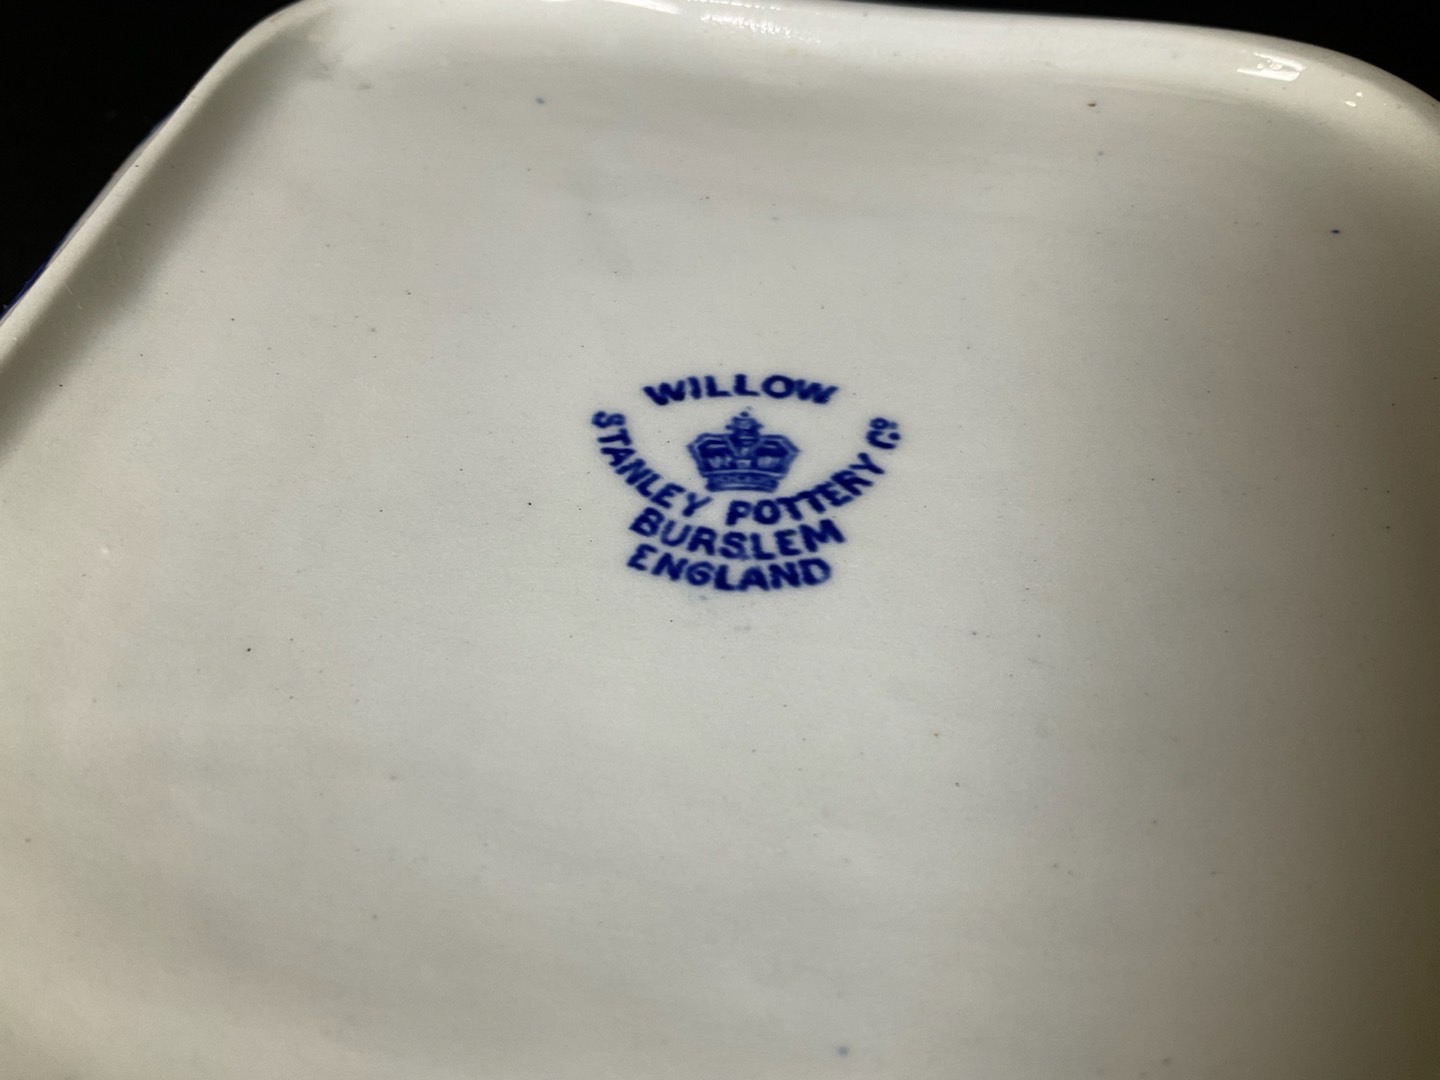 WILLOW
STANLEY POTTERY Co
BURSLEM
ENGLAND